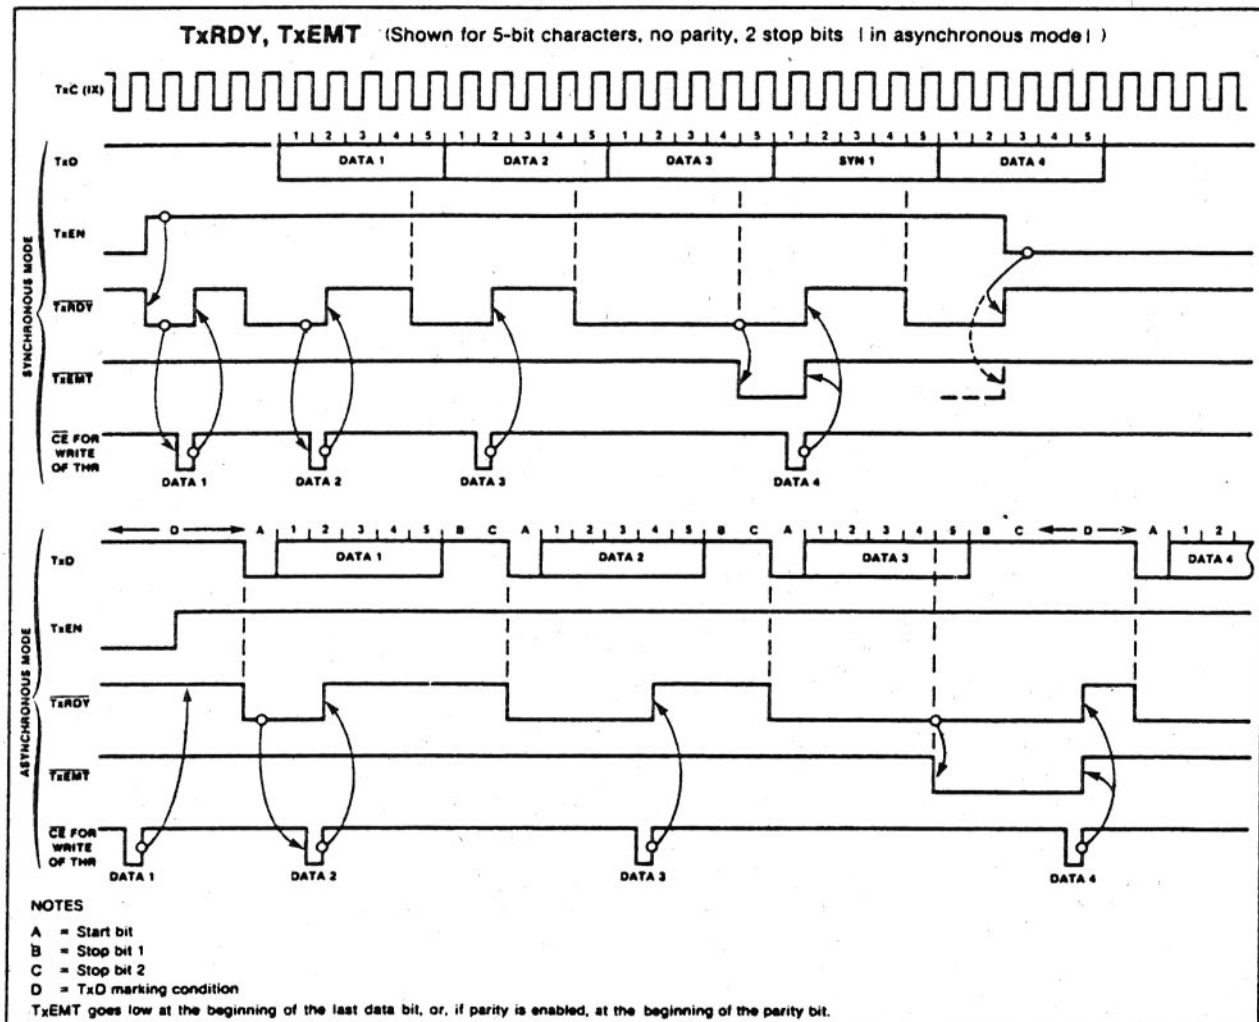 TxRDY, TxEMT (Shown for 5-bit characters, no parity, 2 stop bits | in asynchronous mode | )
TxC (IX)
SYNCHRONOUS MODE
1 2 3 4 5 1 2 3 4 5 1 2 3 4 5 1 2 3 4 5 1 2 3 4 5
TxD DATA 1 DATA 2 DATA 3 SYN 1 DATA 4
TxEN
TxRDY
TxEMT
CE FOR
WRITE
OF THR
DATA 1 DATA 2 DATA 3 DATA 4
ASYNCHRONOUS MODE
D A 1 2 3 4 5 B C A 1 2 3 4 5 B C A 1 2 3 4 5 B C D A 1 2
TxD DATA 1 DATA 2 DATA 3 DATA 4
TxEN
TxRDY
TxEMT
CE FOR
WRITE
OF THR
DATA 1 DATA 2 DATA 3 DATA 4
NOTES
A = Start bit
B = Stop bit 1
C = Stop bit 2
D = TxD marking condition
TxEMT goes low at the beginning of the last data bit, or, if parity is enabled, at the beginning of the parity bit.